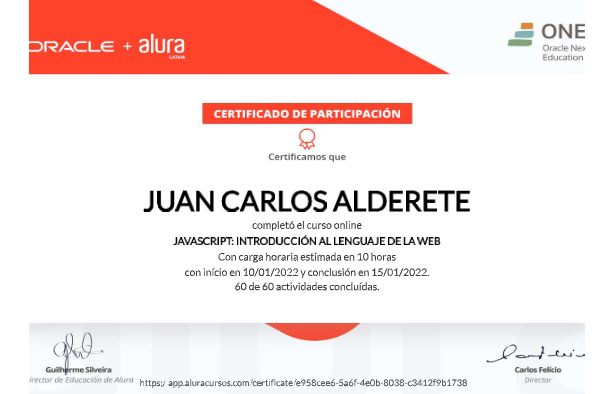 ORACLE + alura
LATAM
ONE
Oracle Nex
Education
CERTIFICADO DE PARTICIPACIÓN
Certificamos que
JUAN CARLOS ALDERETE
completó el curso online
JAVASCRIPT: INTRODUCCIÓN AL LENGUAJE DE LA WEB
Con carga horaria estimada en 10 horas
con início en 10/01/2022 y conclusión en 15/01/2022.
60 de 60 actividades concluídas.
Guilherme Silveira
Director de Educación de Alura
https:/ app.aluracursos.com/certificate/e958cee6-5a6f-4e0b-8038-c3412f9b1738
Carlos Felício
Director